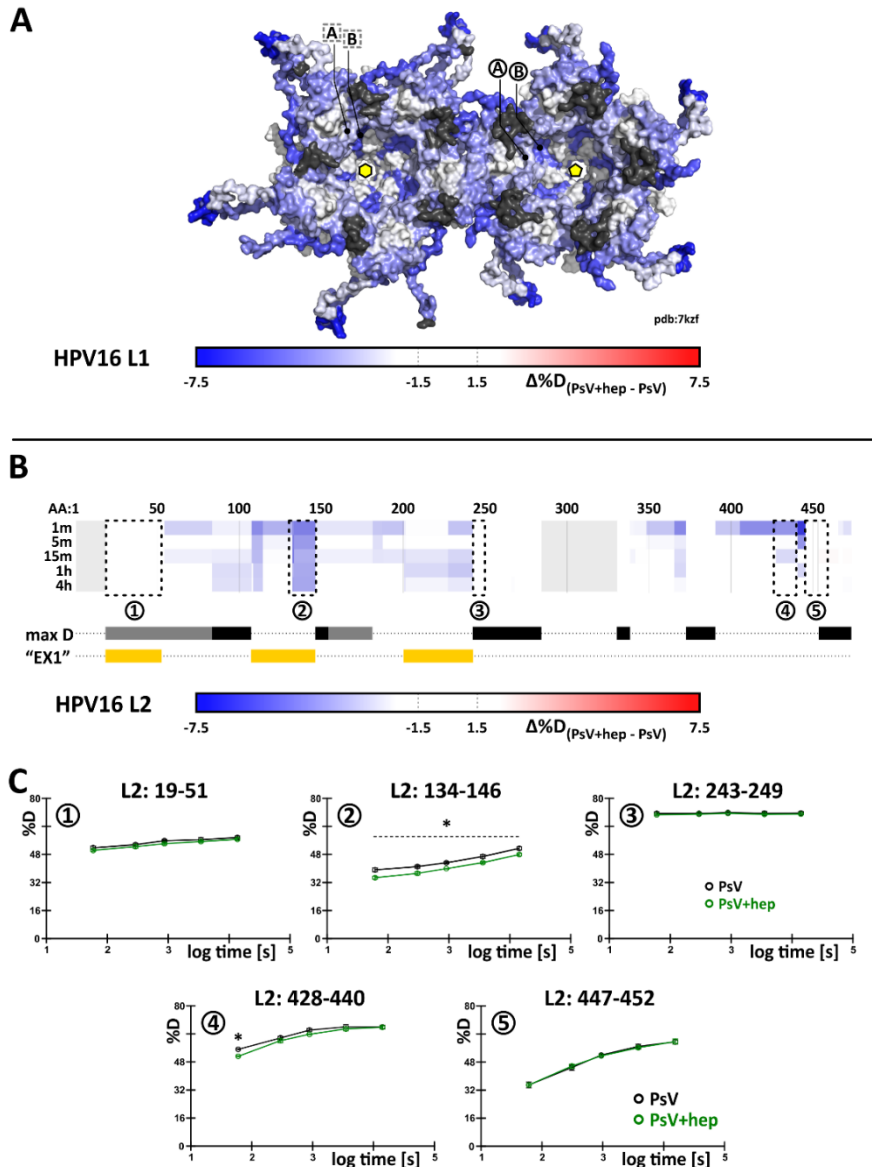 A
A B
A B
pdb:7kzf
HPV16 L1
-7.5 -1.5 1.5 Δ%D(PsV+hep - PsV) 7.5
B
AA:1 50 100 150 200 250 300 350 400 450
1m
5m
15m
1h
4h
① ② ③ ④ ⑤
max D
"EX1"
HPV16 L2
-7.5 -1.5 1.5 Δ%D(PsV+hep - PsV) 7.5
C
① L2: 19-51
%D
80
48
32
16
0
1 2 3 4 5
log time [s]
② L2: 134-146
*
%D
80
48
32
16
0
1 2 3 4 5
log time [s]
③ L2: 243-249
%D
80
48
32
16
0
PsV
PsV+hep
1 2 3 4 5
log time [s]
④ L2: 428-440
*
%D
80
48
32
16
0
1 2 3 4 5
log time [s]
⑤ L2: 447-452
%D
80
48
32
16
0
PsV
PsV+hep
1 2 3 4 5
log time [s]